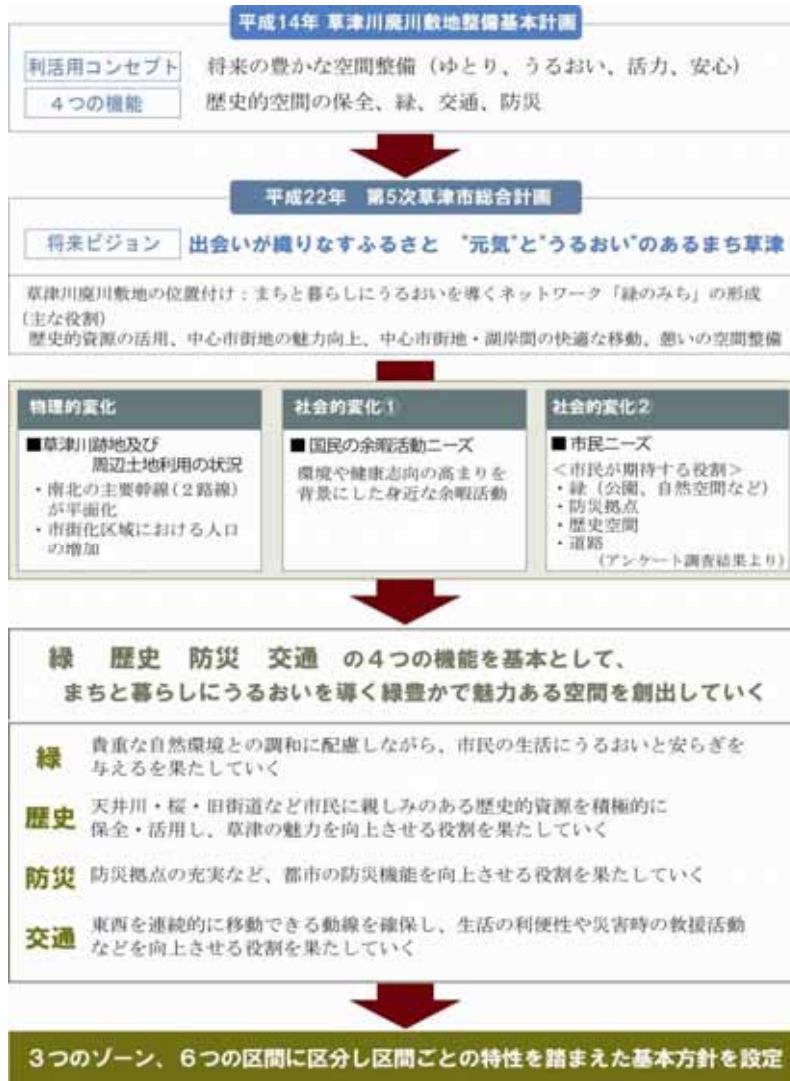 平成14年 草津川廃川敷地整備基本計画
利活用コンセプト 将来の豊かな空間整備（ゆとり、うるおい、活力、安心）
４つの機能 歴史的空間の保全、緑、交通、防災
平成22年 第5次草津市総合計画
将来ビジョン 出会いが織りなすふるさと “元気”と“うるおい”のあるまち草津
草津川廃川敷地の位置付け：まちと暮らしにうるおいを導くネットワーク「緑のみち」の形成
(主な役割)
歴史的資源の活用、中心市街地の魅力向上、中心市街地・湖岸間の快適な移動、憩いの空間整備
物理的変化
■草津川跡地及び
周辺土地利用の状況
・南北の主要幹線(２路線)
が平面化
・市街化区域における人口
の増加
社会的変化１
■国民の余暇活動ニーズ
環境や健康志向の高まりを
背景にした身近な余暇活動
社会的変化２
■市民ニーズ
＜市民が期待する役割＞
・緑（公園、自然空間など）
・防災拠点
・歴史空間
・道路
(アンケート調査結果より)
緑 歴史 防災 交通 の４つの機能を基本として、
まちと暮らしにうるおいを導く緑豊かで魅力ある空間を創出していく
緑 貴重な自然環境との調和に配慮しながら、市民の生活にうるおいと安らぎを
与えるを果たしていく
歴史 天井川・桜・旧街道など市民に親しみのある歴史的資源を積極的に
保全・活用し、草津の魅力を向上させる役割を果たしていく
防災 防災拠点の充実など、都市の防災機能を向上させる役割を果たしていく
交通 東西を連続的に移動できる動線を確保し、生活の利便性や災害時の救援活動
などを向上させる役割を果たしていく
３つのゾーン、６つの区間に区分し区間ごとの特性を踏まえた基本方針を設定